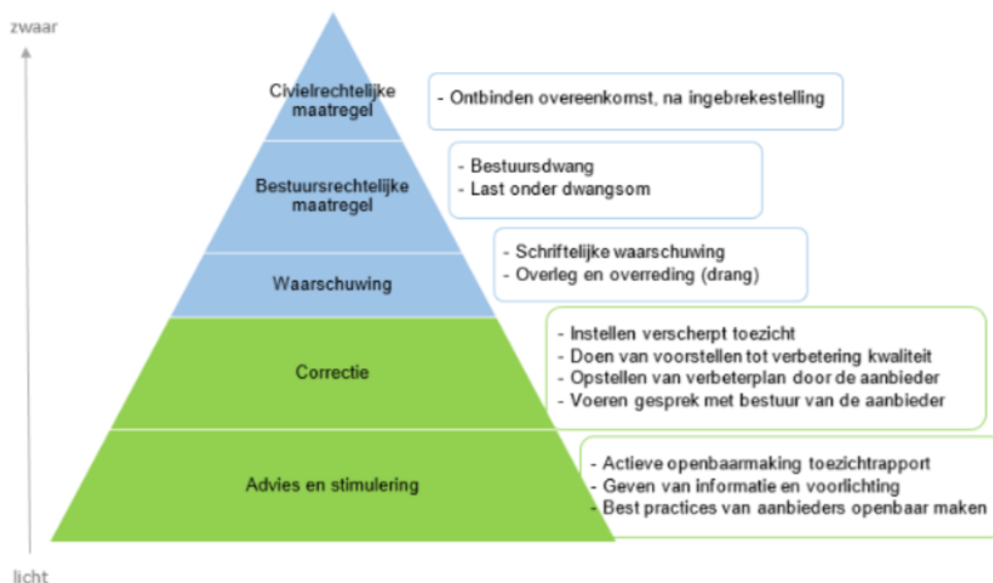 zwaar
Civielrechtelijke
maatregel
- Ontbinden overeenkomst, na ingebrekestelling
Bestuursrechtelijke
maatregel
- Bestuursdwang
- Last onder dwangsom
Waarschuwing
- Schriftelijke waarschuwing
- Overleg en overreding (drang)
Correctie
- Instellen verscherpt toezicht
- Doen van voorstellen tot verbetering kwaliteit
- Opstellen van verbeterplan door de aanbieder
- Voeren gesprek met bestuur van de aanbieder
Advies en stimulering
- Actieve openbaarmaking toezichtrapport
- Geven van informatie en voorlichting
- Best practices van aanbieders openbaar maken
licht